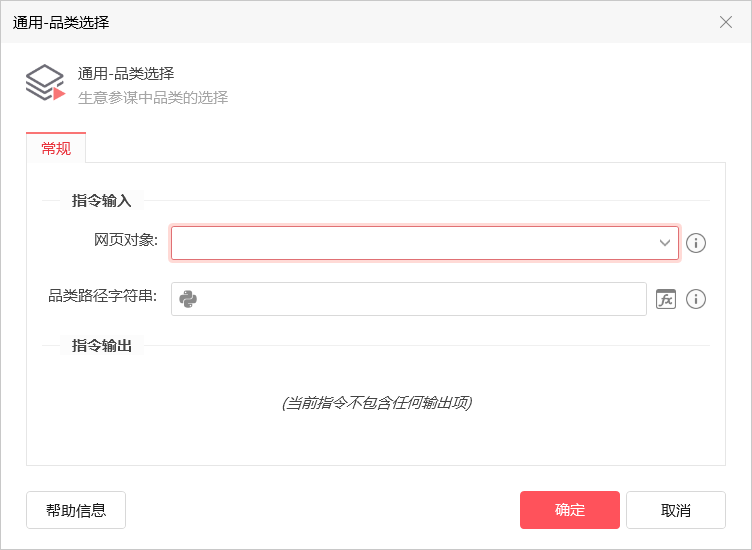 通用-品类选择
通用-品类选择
生意参谋中品类的选择
常规
指令输入
网页对象:
品类路径字符串:
fx
指令输出
(当前指令不包含任何输出项)
帮助信息
确定
取消